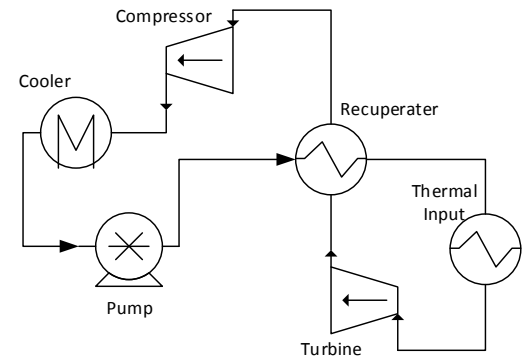 Compressor
Cooler
Recuperater
Thermal
Input
Pump
Turbine